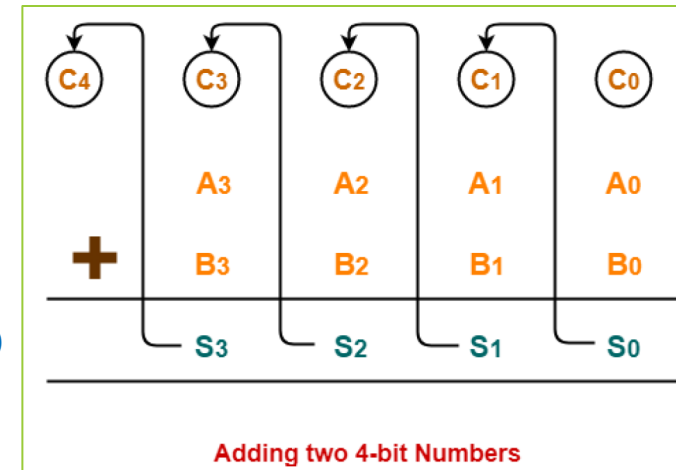 C4 C3 C2 C1 C0
A3 A2 A1 A0
+ B3 B2 B1 B0
S3 S2 S1 S0
Adding two 4-bit Numbers